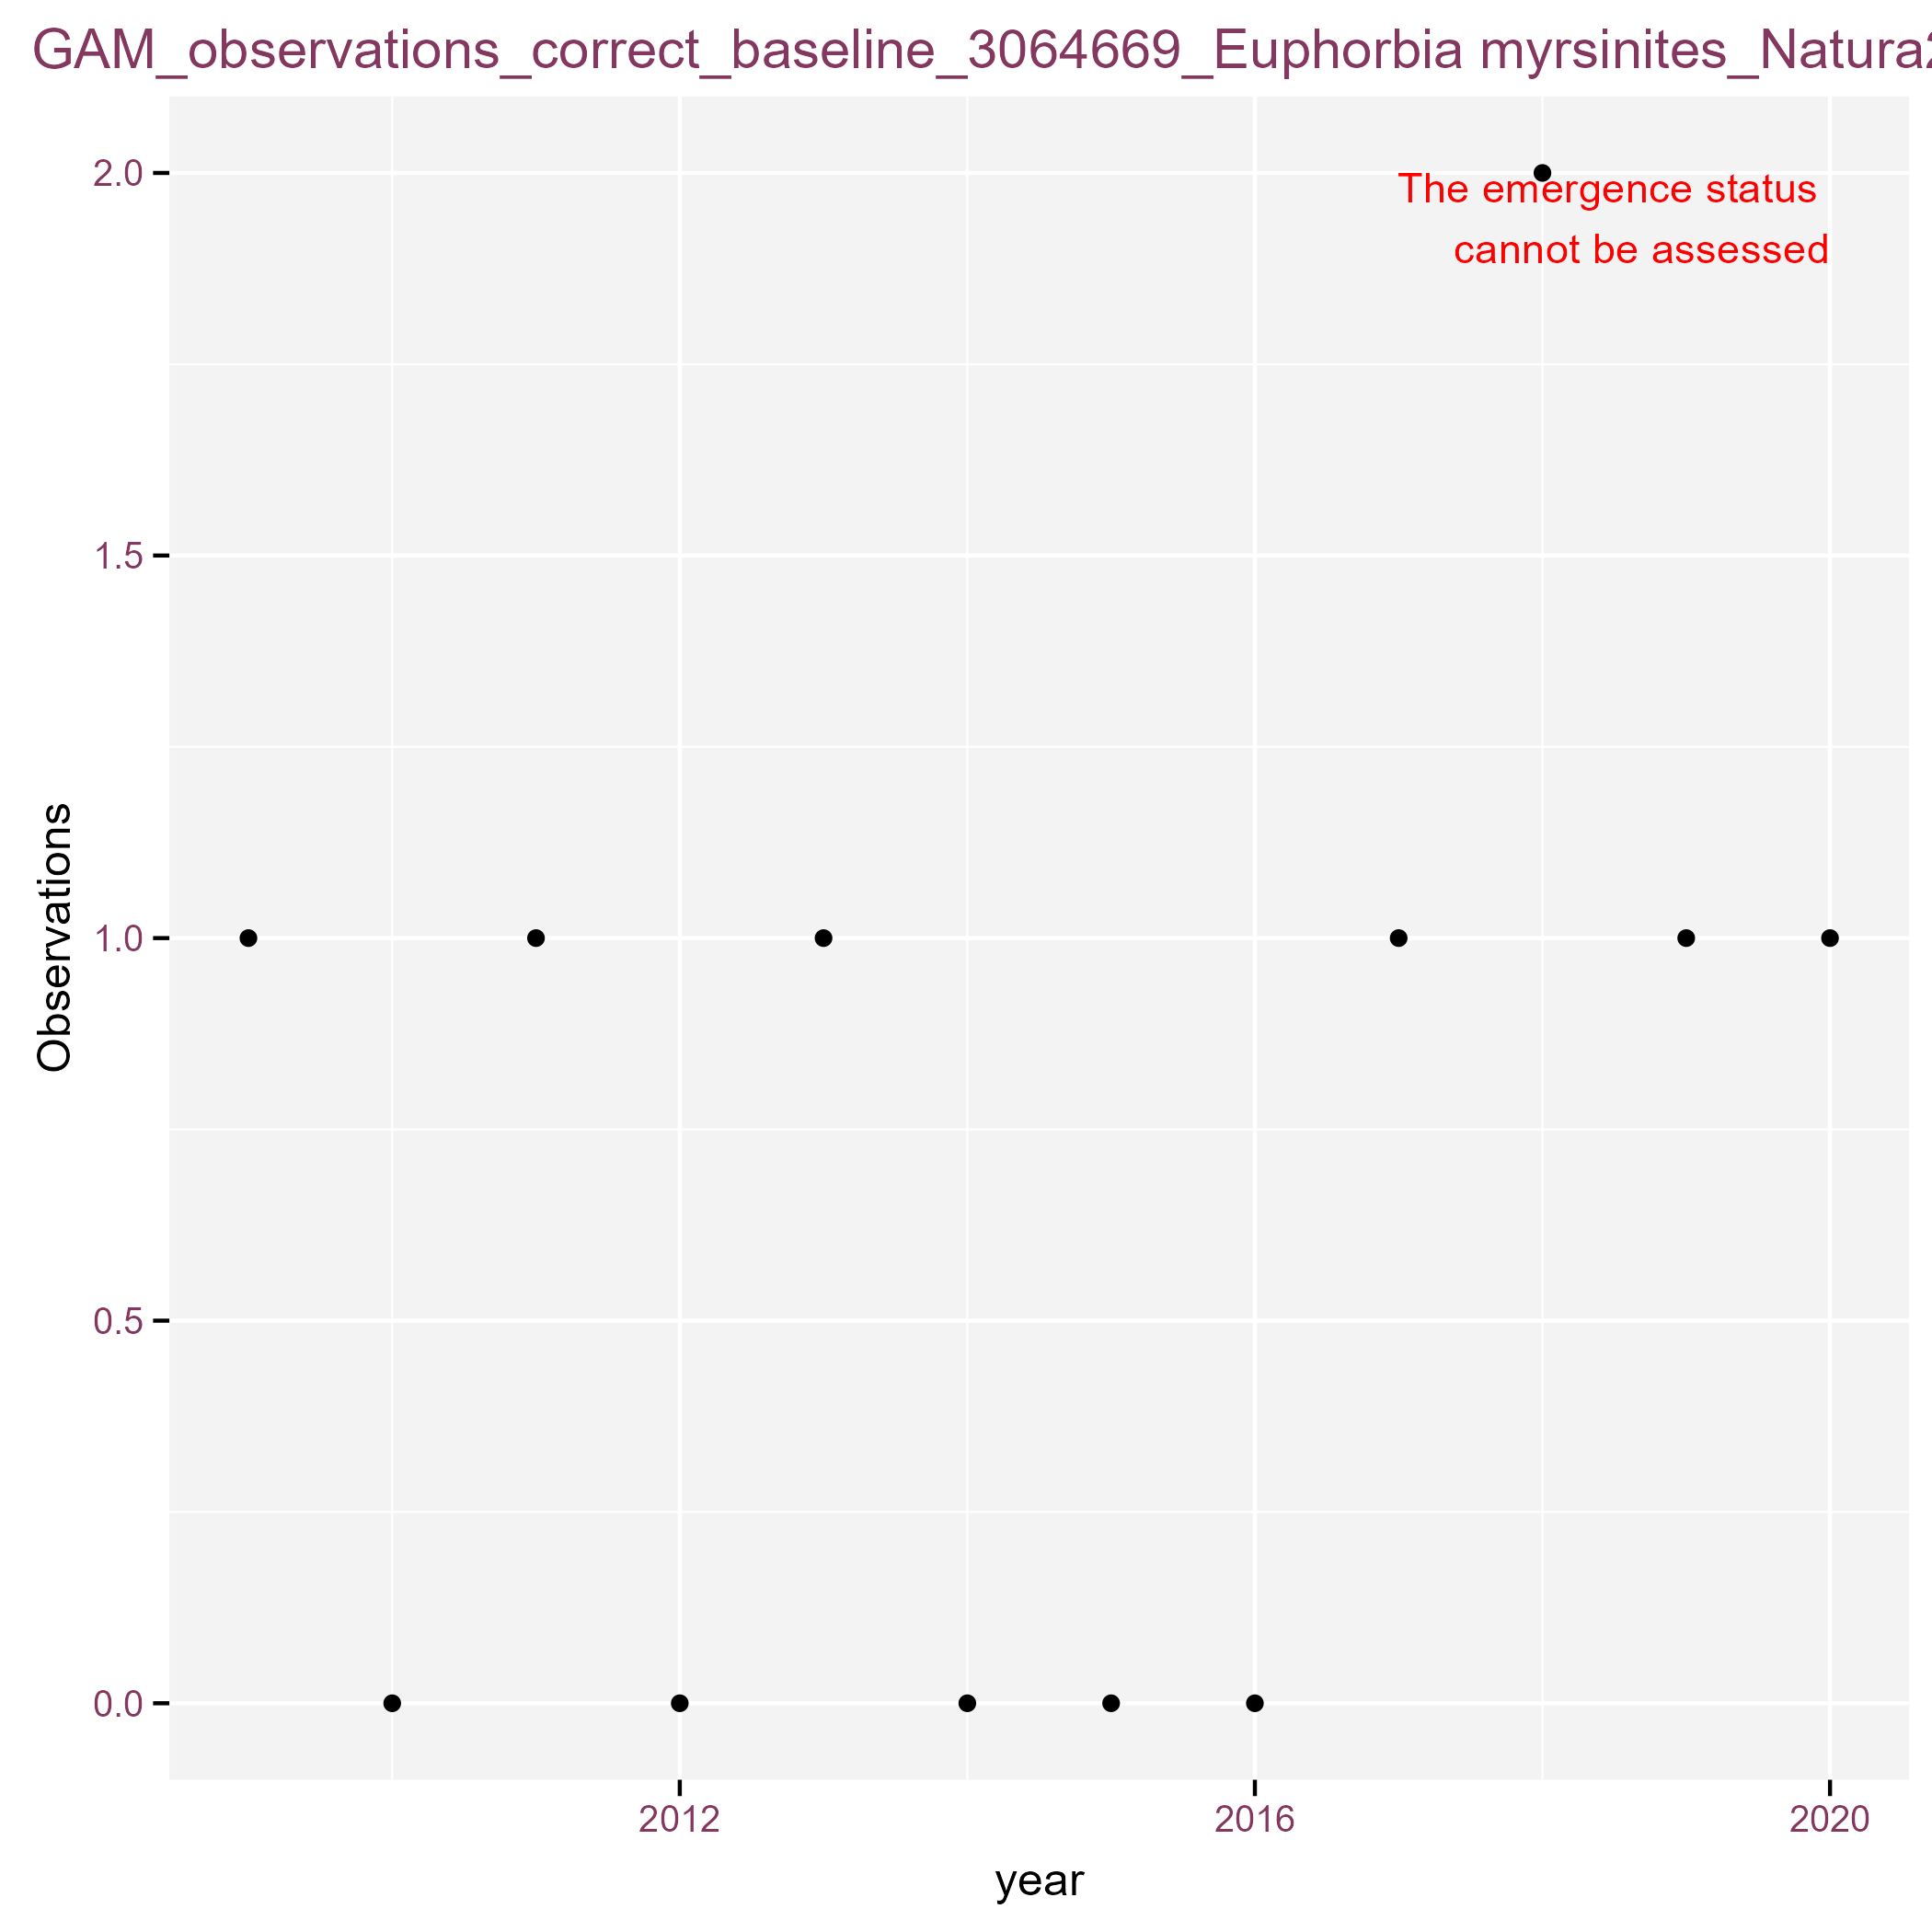 GAM_observations_correct_baseline_3064669_Euphorbia myrsinites_Natura
2.0
The emergence status
cannot be assessed
1.5
1.0
0.5
0.0
Observations
2012 2016 2020
year